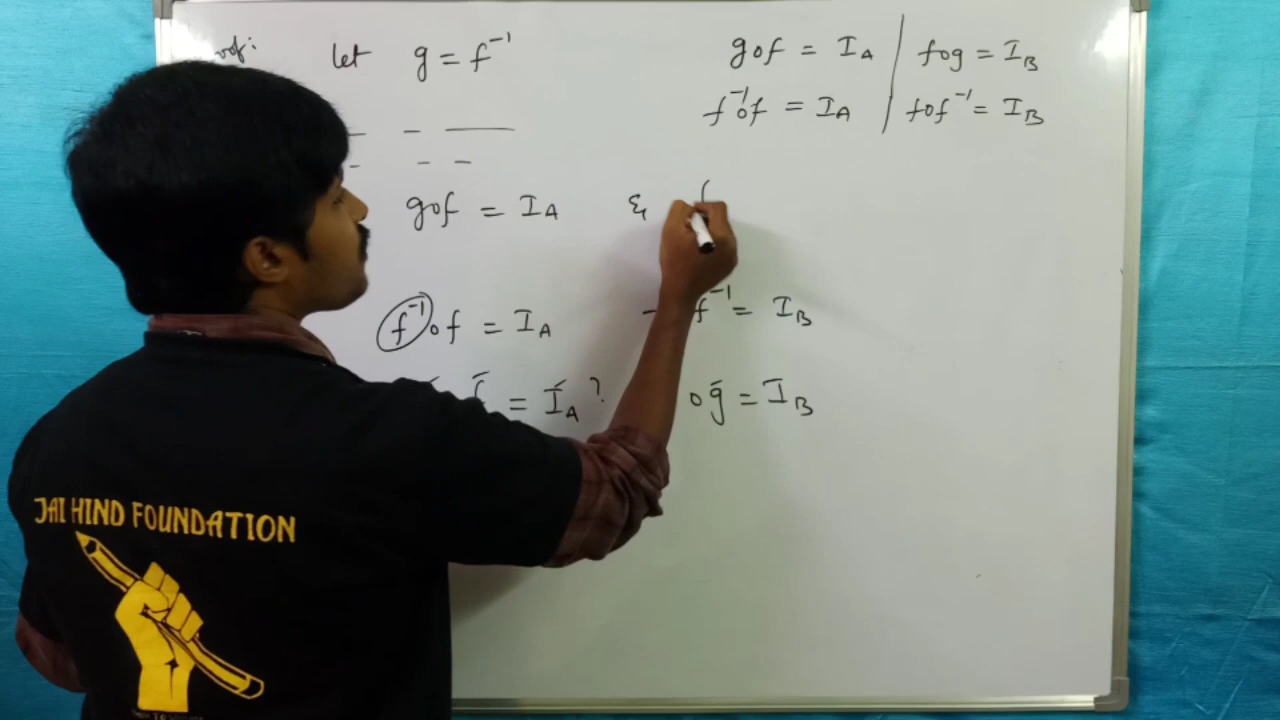 let g = f⁻¹
gof = I_A | fog = I_B
f⁻¹of = I_A | fof⁻¹ = I_B
gof = I_A &
f⁻¹of = I_A f⁻¹ = I_B
= I_A ? og = I_B
JAI HIND FOUNDATION